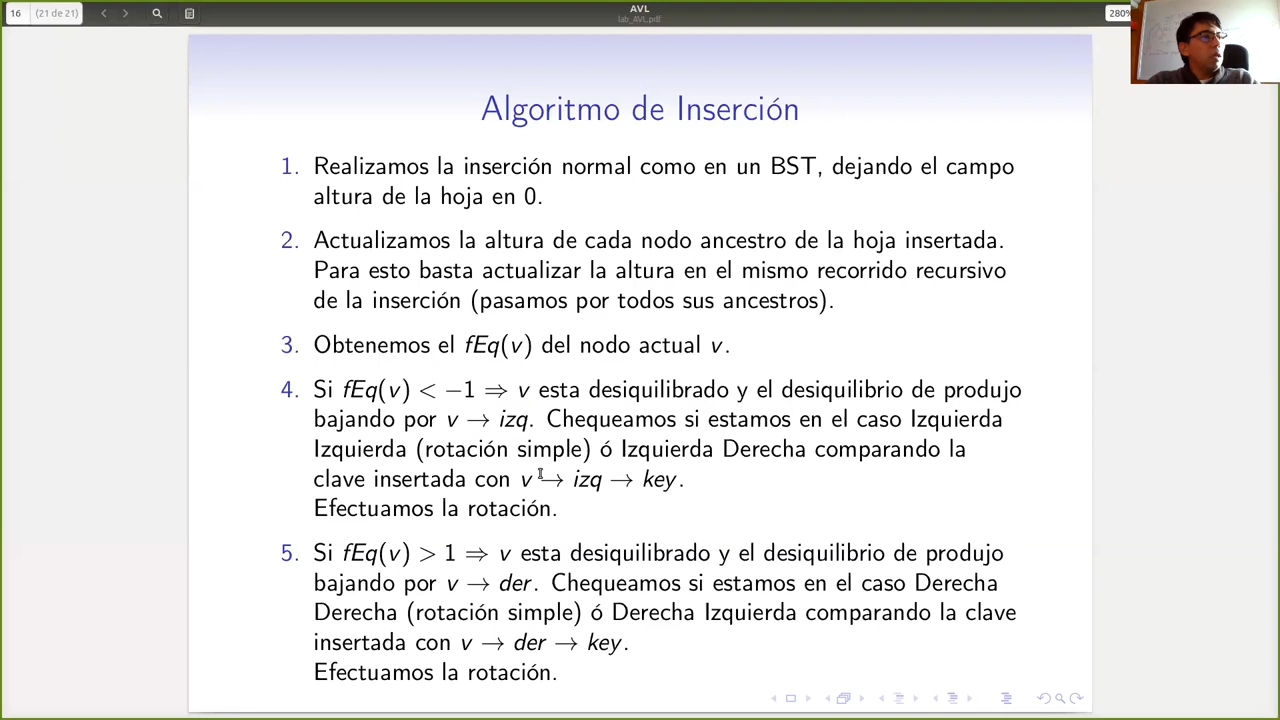 16
(21 de 21)
AVL
lab_AVL.pdf
280%
Algoritmo de Inserción
1. Realizamos la inserción normal como en un BST, dejando el campo
altura de la hoja en 0.
2. Actualizamos la altura de cada nodo ancestro de la hoja insertada.
Para esto basta actualizar la altura en el mismo recorrido recursivo
de la inserción (pasamos por todos sus ancestros).
3. Obtenemos el fEq(v) del nodo actual v.
4. Si fEq(v) < −1 ⇒ v esta desiquilibrado y el desiquilibrio de produjo
bajando por v → izq. Chequeamos si estamos en el caso Izquierda
Izquierda (rotación simple) ó Izquierda Derecha comparando la
clave insertada con v → izq → key.
Efectuamos la rotación.
5. Si fEq(v) > 1 ⇒ v esta desiquilibrado y el desiquilibrio de produjo
bajando por v → der. Chequeamos si estamos en el caso Derecha
Derecha (rotación simple) ó Derecha Izquierda comparando la clave
insertada con v → der → key.
Efectuamos la rotación.